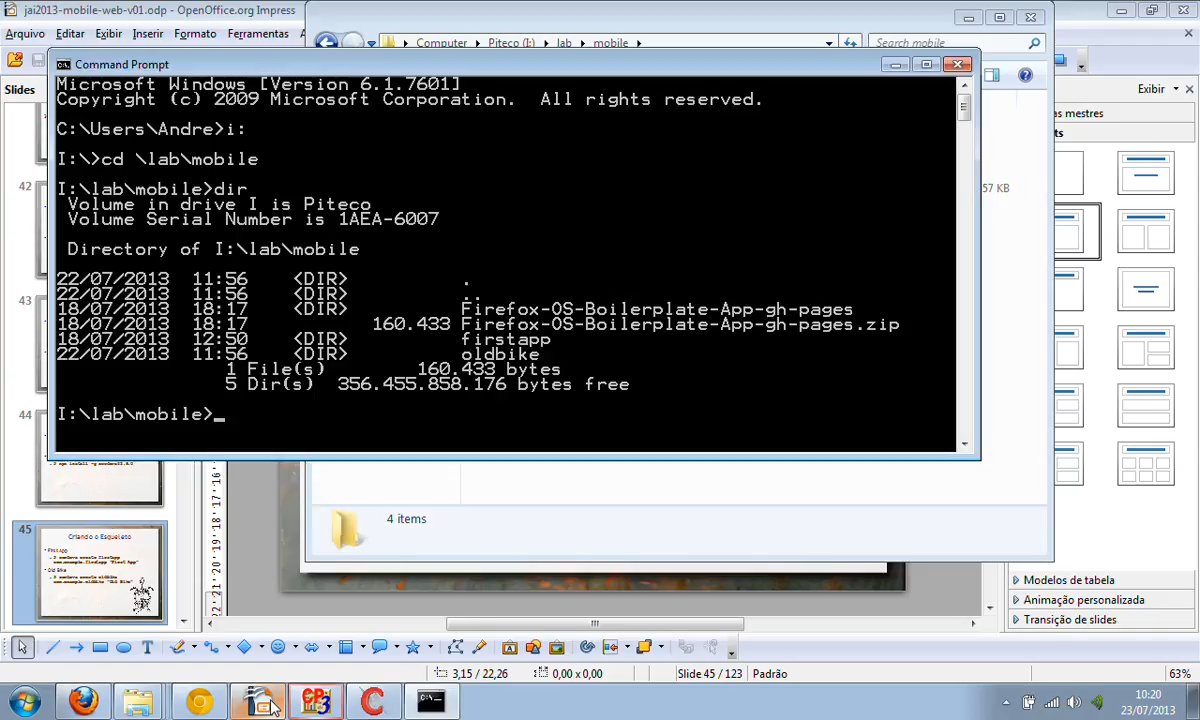 jai2013-mobile-web-v01.odp - OpenOffice.org Impress
Arquivo Editar Exibir Inserir Formato Ferramentas
Computer Piteco (I:) lab mobile
Search mobile
Slides
Exibir
as mestres
57 KB
Command Prompt
Microsoft Windows [Version 6.1.7601]
Copyright (c) 2009 Microsoft Corporation. All rights reserved.
C:\Users\Andre>i:
I:\>cd \lab\mobile
I:\lab\mobile>dir
Volume in drive I is Piteco
Volume Serial Number is 1AEA-6007
Directory of I:\lab\mobile
22/07/2013 11:56 <DIR> .
22/07/2013 11:56 <DIR> ..
18/07/2013 18:17 <DIR> Firefox-OS-Boilerplate-App-gh-pages
18/07/2013 18:17 160.433 Firefox-OS-Boilerplate-App-gh-pages.zip
18/07/2013 12:50 <DIR> firstapp
22/07/2013 11:56 <DIR> oldbike
1 File(s) 160.433 bytes
5 Dir(s) 356.455.858.176 bytes free
I:\lab\mobile>_
42
43
44
45
Criando o Esqueleto
4 items
Modelos de tabela
Animação personalizada
Transição de slides
3,15 / 22,26
0,00 x 0,00
Slide 45 / 123
Padrão
63%
10:20
23/07/2013